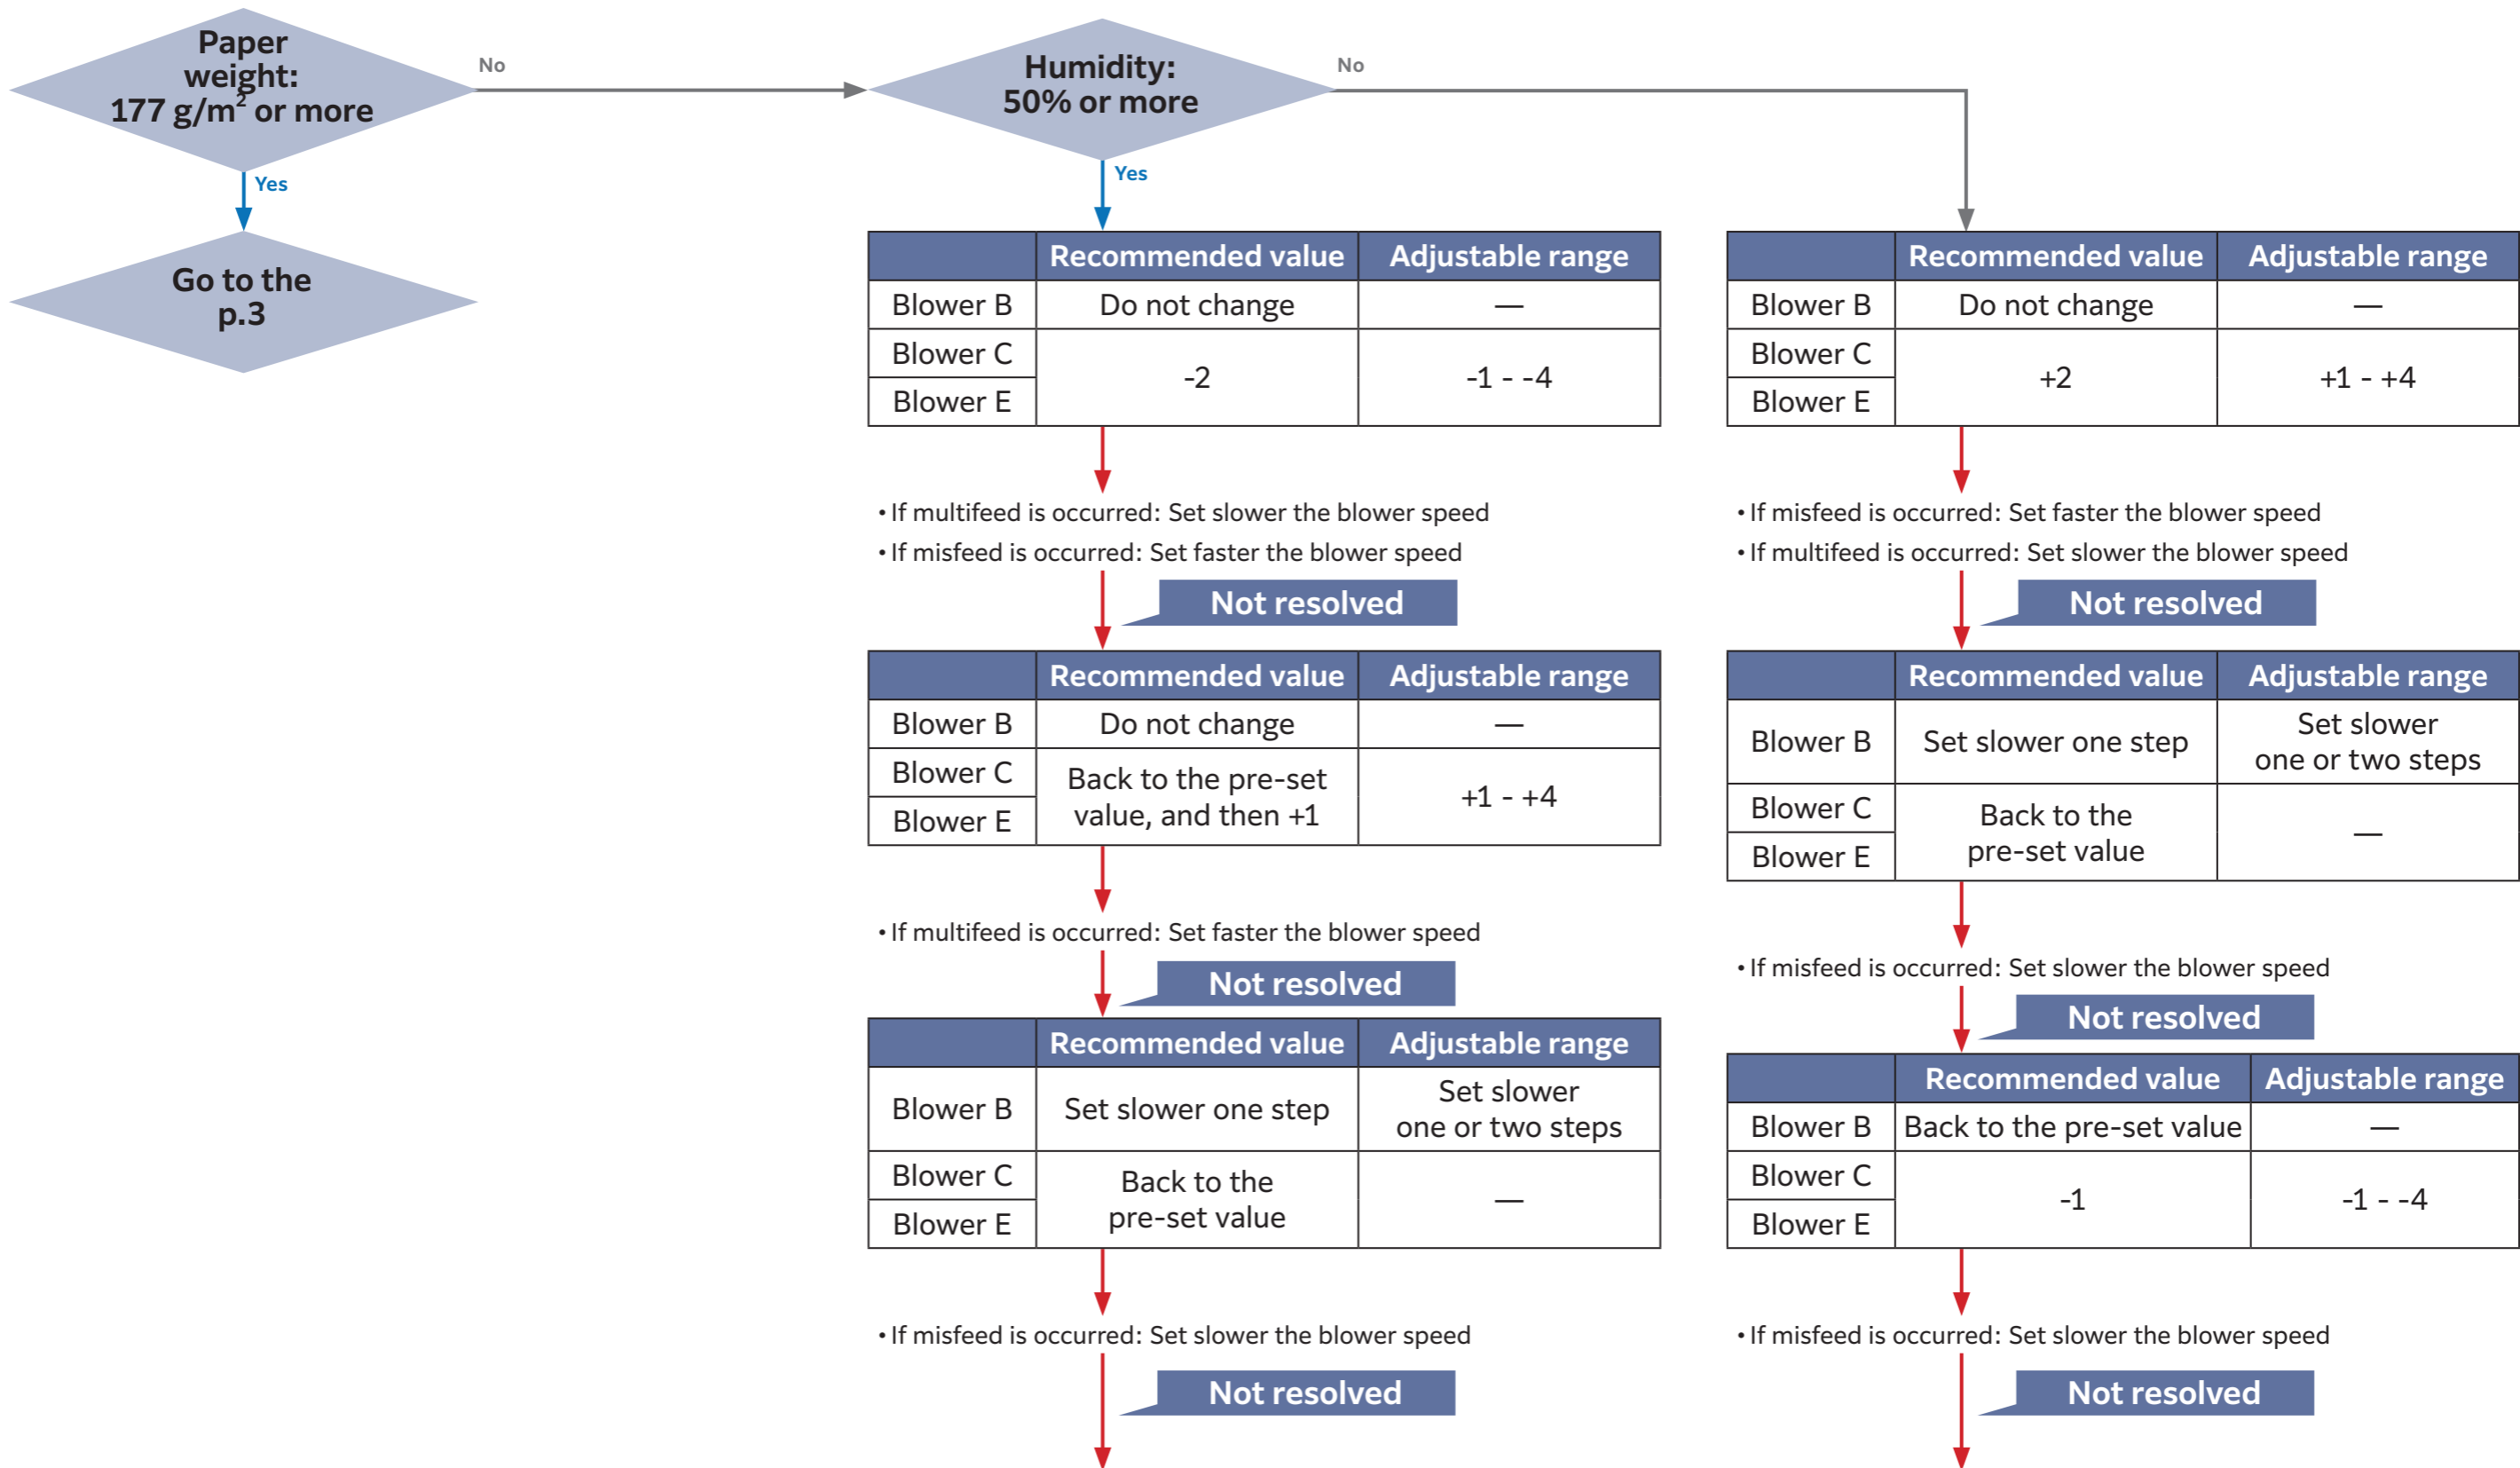 Paper
weight:
177 g/m² or more
No
Yes
Go to the
p.3
Humidity:
50% or more
No
Yes
Recommended value Adjustable range
Blower B Do not change —
Blower C
-2 -1 - -4
Blower E
• If multifeed is occurred: Set slower the blower speed
• If misfeed is occurred: Set faster the blower speed
Not resolved
Recommended value Adjustable range
Blower B Do not change —
Blower C
Back to the pre-set
value, and then +1
+1 - +4
Blower E
• If multifeed is occurred: Set faster the blower speed
Not resolved
Recommended value Adjustable range
Blower B Set slower one step
Set slower
one or two steps
Blower C
Back to the
pre-set value
—
Blower E
• If misfeed is occurred: Set slower the blower speed
Not resolved
Recommended value Adjustable range
Blower B Do not change —
Blower C
+2 +1 - +4
Blower E
• If misfeed is occurred: Set faster the blower speed
• If multifeed is occurred: Set slower the blower speed
Not resolved
Recommended value Adjustable range
Blower B Set slower one step
Set slower
one or two steps
Blower C
Back to the
pre-set value
—
Blower E
• If misfeed is occurred: Set slower the blower speed
Not resolved
Recommended value Adjustable range
Blower B Back to the pre-set value —
Blower C
-1 -1 - -4
Blower E
• If misfeed is occurred: Set slower the blower speed
Not resolved